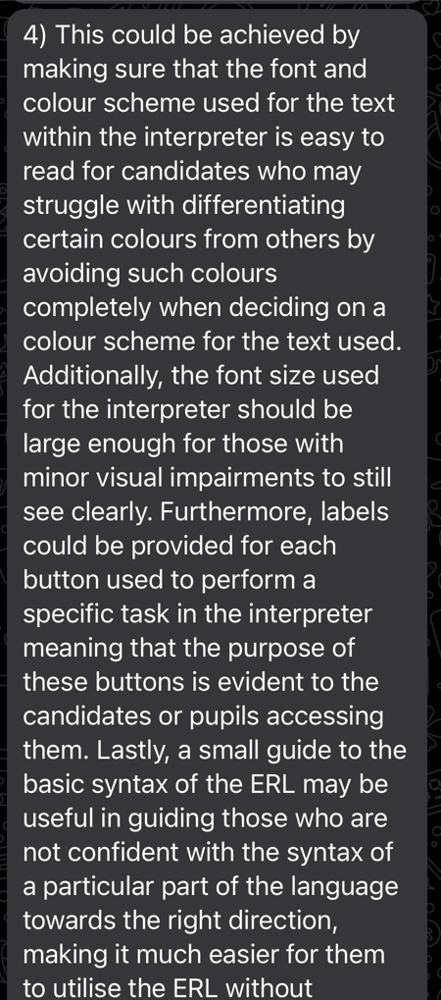 4) This could be achieved by
making sure that the font and
colour scheme used for the text
within the interpreter is easy to
read for candidates who may
struggle with differentiating
certain colours from others by
avoiding such colours
completely when deciding on a
colour scheme for the text used.
Additionally, the font size used
for the interpreter should be
large enough for those with
minor visual impairments to still
see clearly. Furthermore, labels
could be provided for each
button used to perform a
specific task in the interpreter
meaning that the purpose of
these buttons is evident to the
candidates or pupils accessing
them. Lastly, a small guide to the
basic syntax of the ERL may be
useful in guiding those who are
not confident with the syntax of
a particular part of the language
towards the right direction,
making it much easier for them
to utilise the ERL without